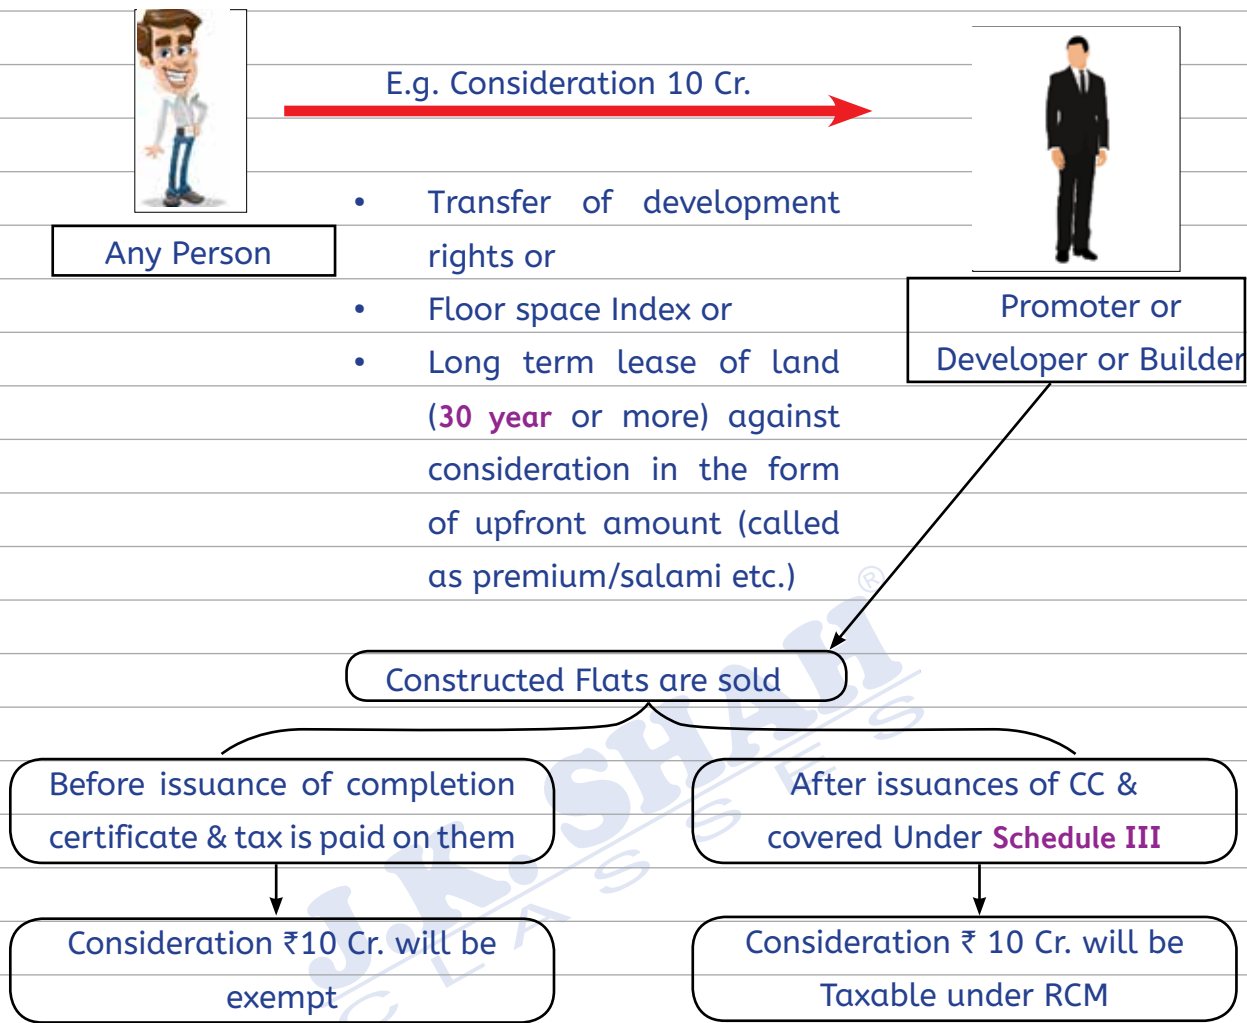 E.g. Consideration 10 Cr.
Any Person
• Transfer of development
rights or
• Floor space Index or
• Long term lease of land
(30 year or more) against
consideration in the form
of upfront amount (called
as premium/salami etc.)
Promoter or
Developer or Builder
Constructed Flats are sold
Before issuance of completion
certificate & tax is paid on them
After issuances of CC &
covered Under Schedule III
Consideration ₹10 Cr. will be
exempt
Consideration ₹ 10 Cr. will be
Taxable under RCM
J.K. SHAH®
CLASSES